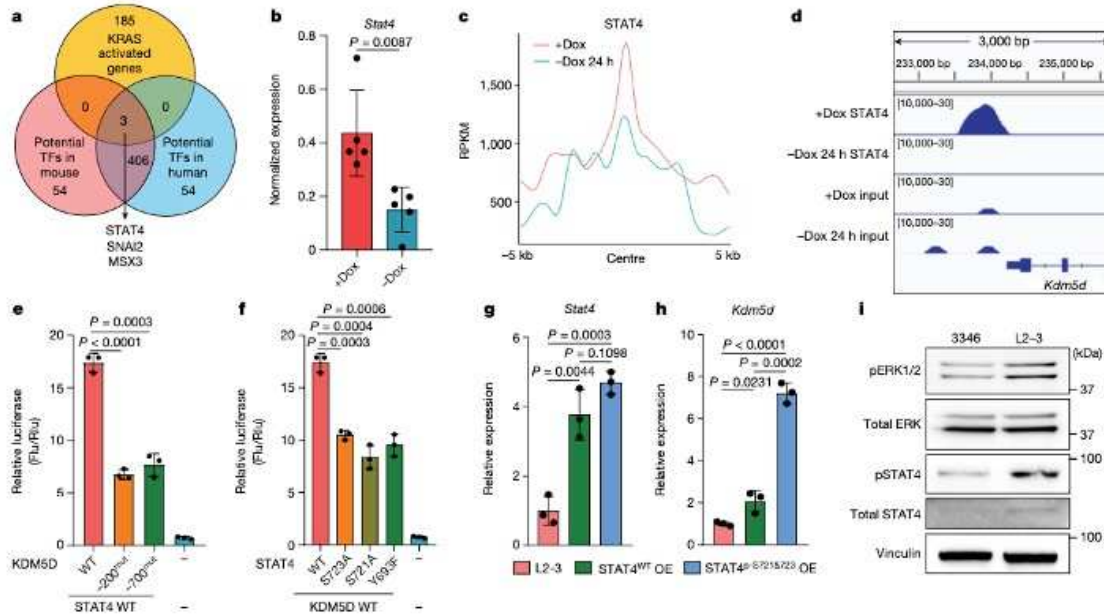 a
185
KRAS
activated
genes
0
0
3
406
Potential
TFs in
mouse
54
Potential
TFs in
human
54
STAT4
SNAI2
MSX3
b
Stat4
P = 0.0087
Normalized expression
0.8
0.6
0.4
0.2
0
+Dox
−Dox
c
STAT4
+Dox
−Dox 24 h
RPKM
1,500
1,000
500
−5 kb
Centre
5 kb
d
3,000 bp
233,000 bp
234,000 bp
235,000 bp
+Dox STAT4
[10,000–30]
−Dox 24 h STAT4
[10,000–30]
+Dox input
[10,000–30]
−Dox 24 h input
[10,000–30]
Kdm5d
e
P = 0.0003
P < 0.0001
Relative luciferase
(Flu/Rlu)
20
15
10
5
0
KDM5D
WT
−200mut
−700mut
–
STAT4 WT
–
f
P = 0.0006
P = 0.0004
P = 0.0003
Relative luciferase
(Flu/Rlu)
20
15
10
5
0
STAT4
WT
S723A
S721A
Y693F
–
KDM5D WT
–
g
Stat4
P = 0.0003
P = 0.1098
P = 0.0044
Relative expression
6
4
2
0
h
Kdm5d
P < 0.0001
P = 0.0002
P = 0.0231
Relative expression
10
8
6
4
2
0
L2-3
STAT4WT OE
OE
i
3346
L2–3
(kDa)
pERK1/2
37
Total ERK
37
100
pSTAT4
Total STAT4
100
Vinculin